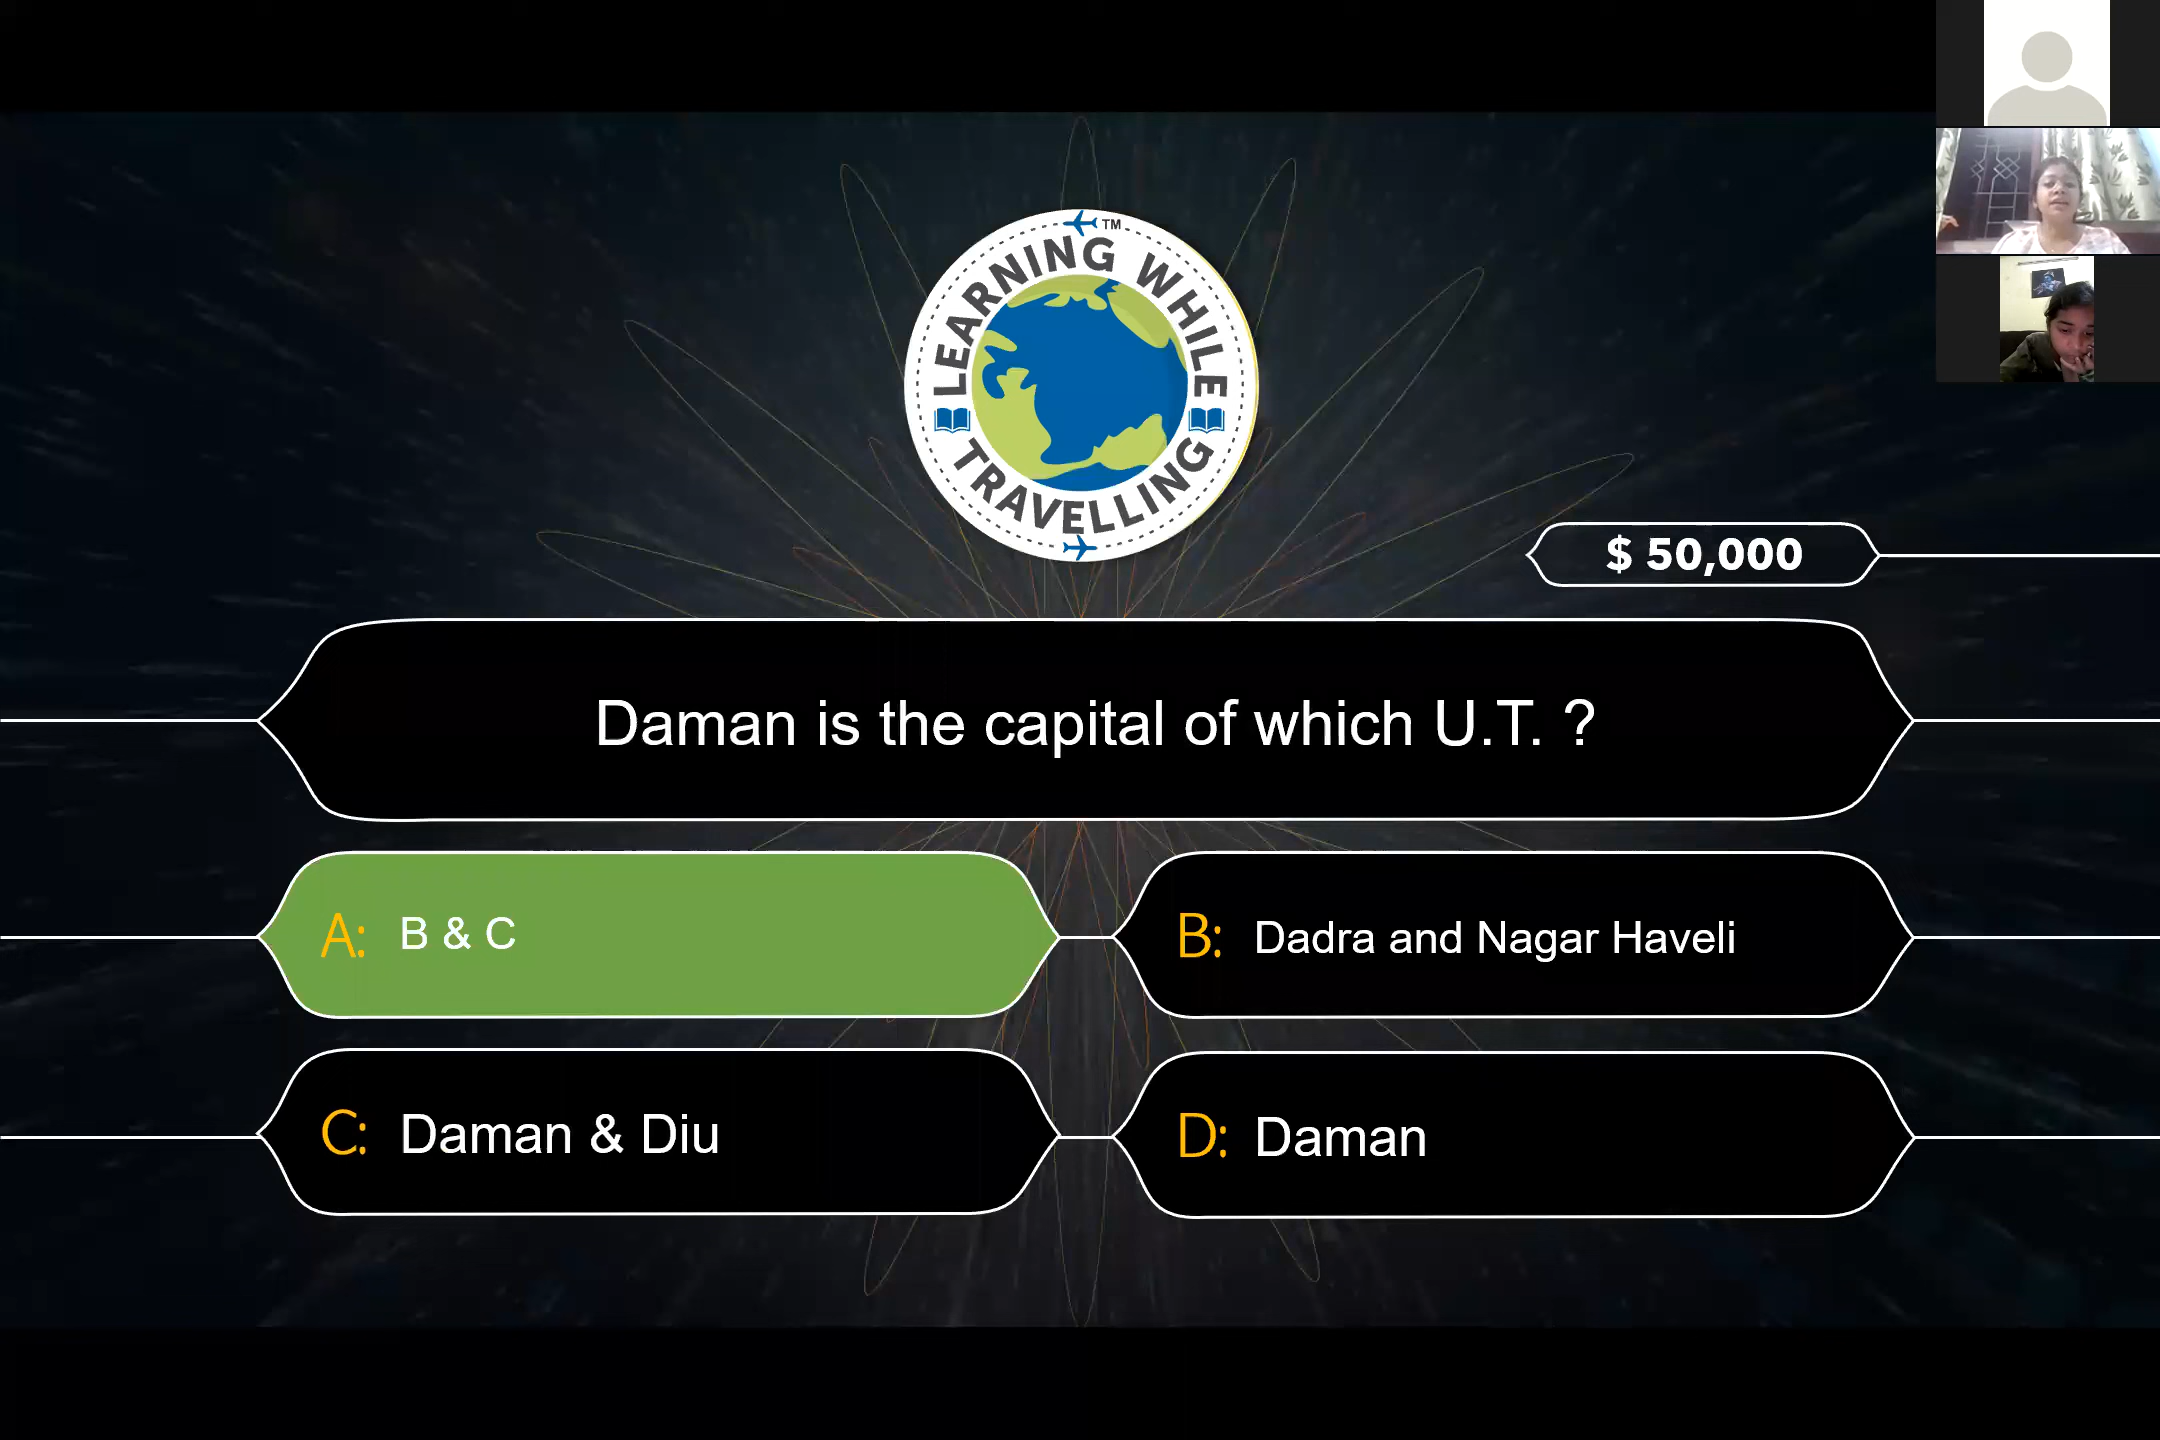 LEARNING WHILE
TM
TRAVELLING
$ 50,000
Daman is the capital of which U.T. ?
A: B & C
B: Dadra and Nagar Haveli
C: Daman & Diu
D: Daman